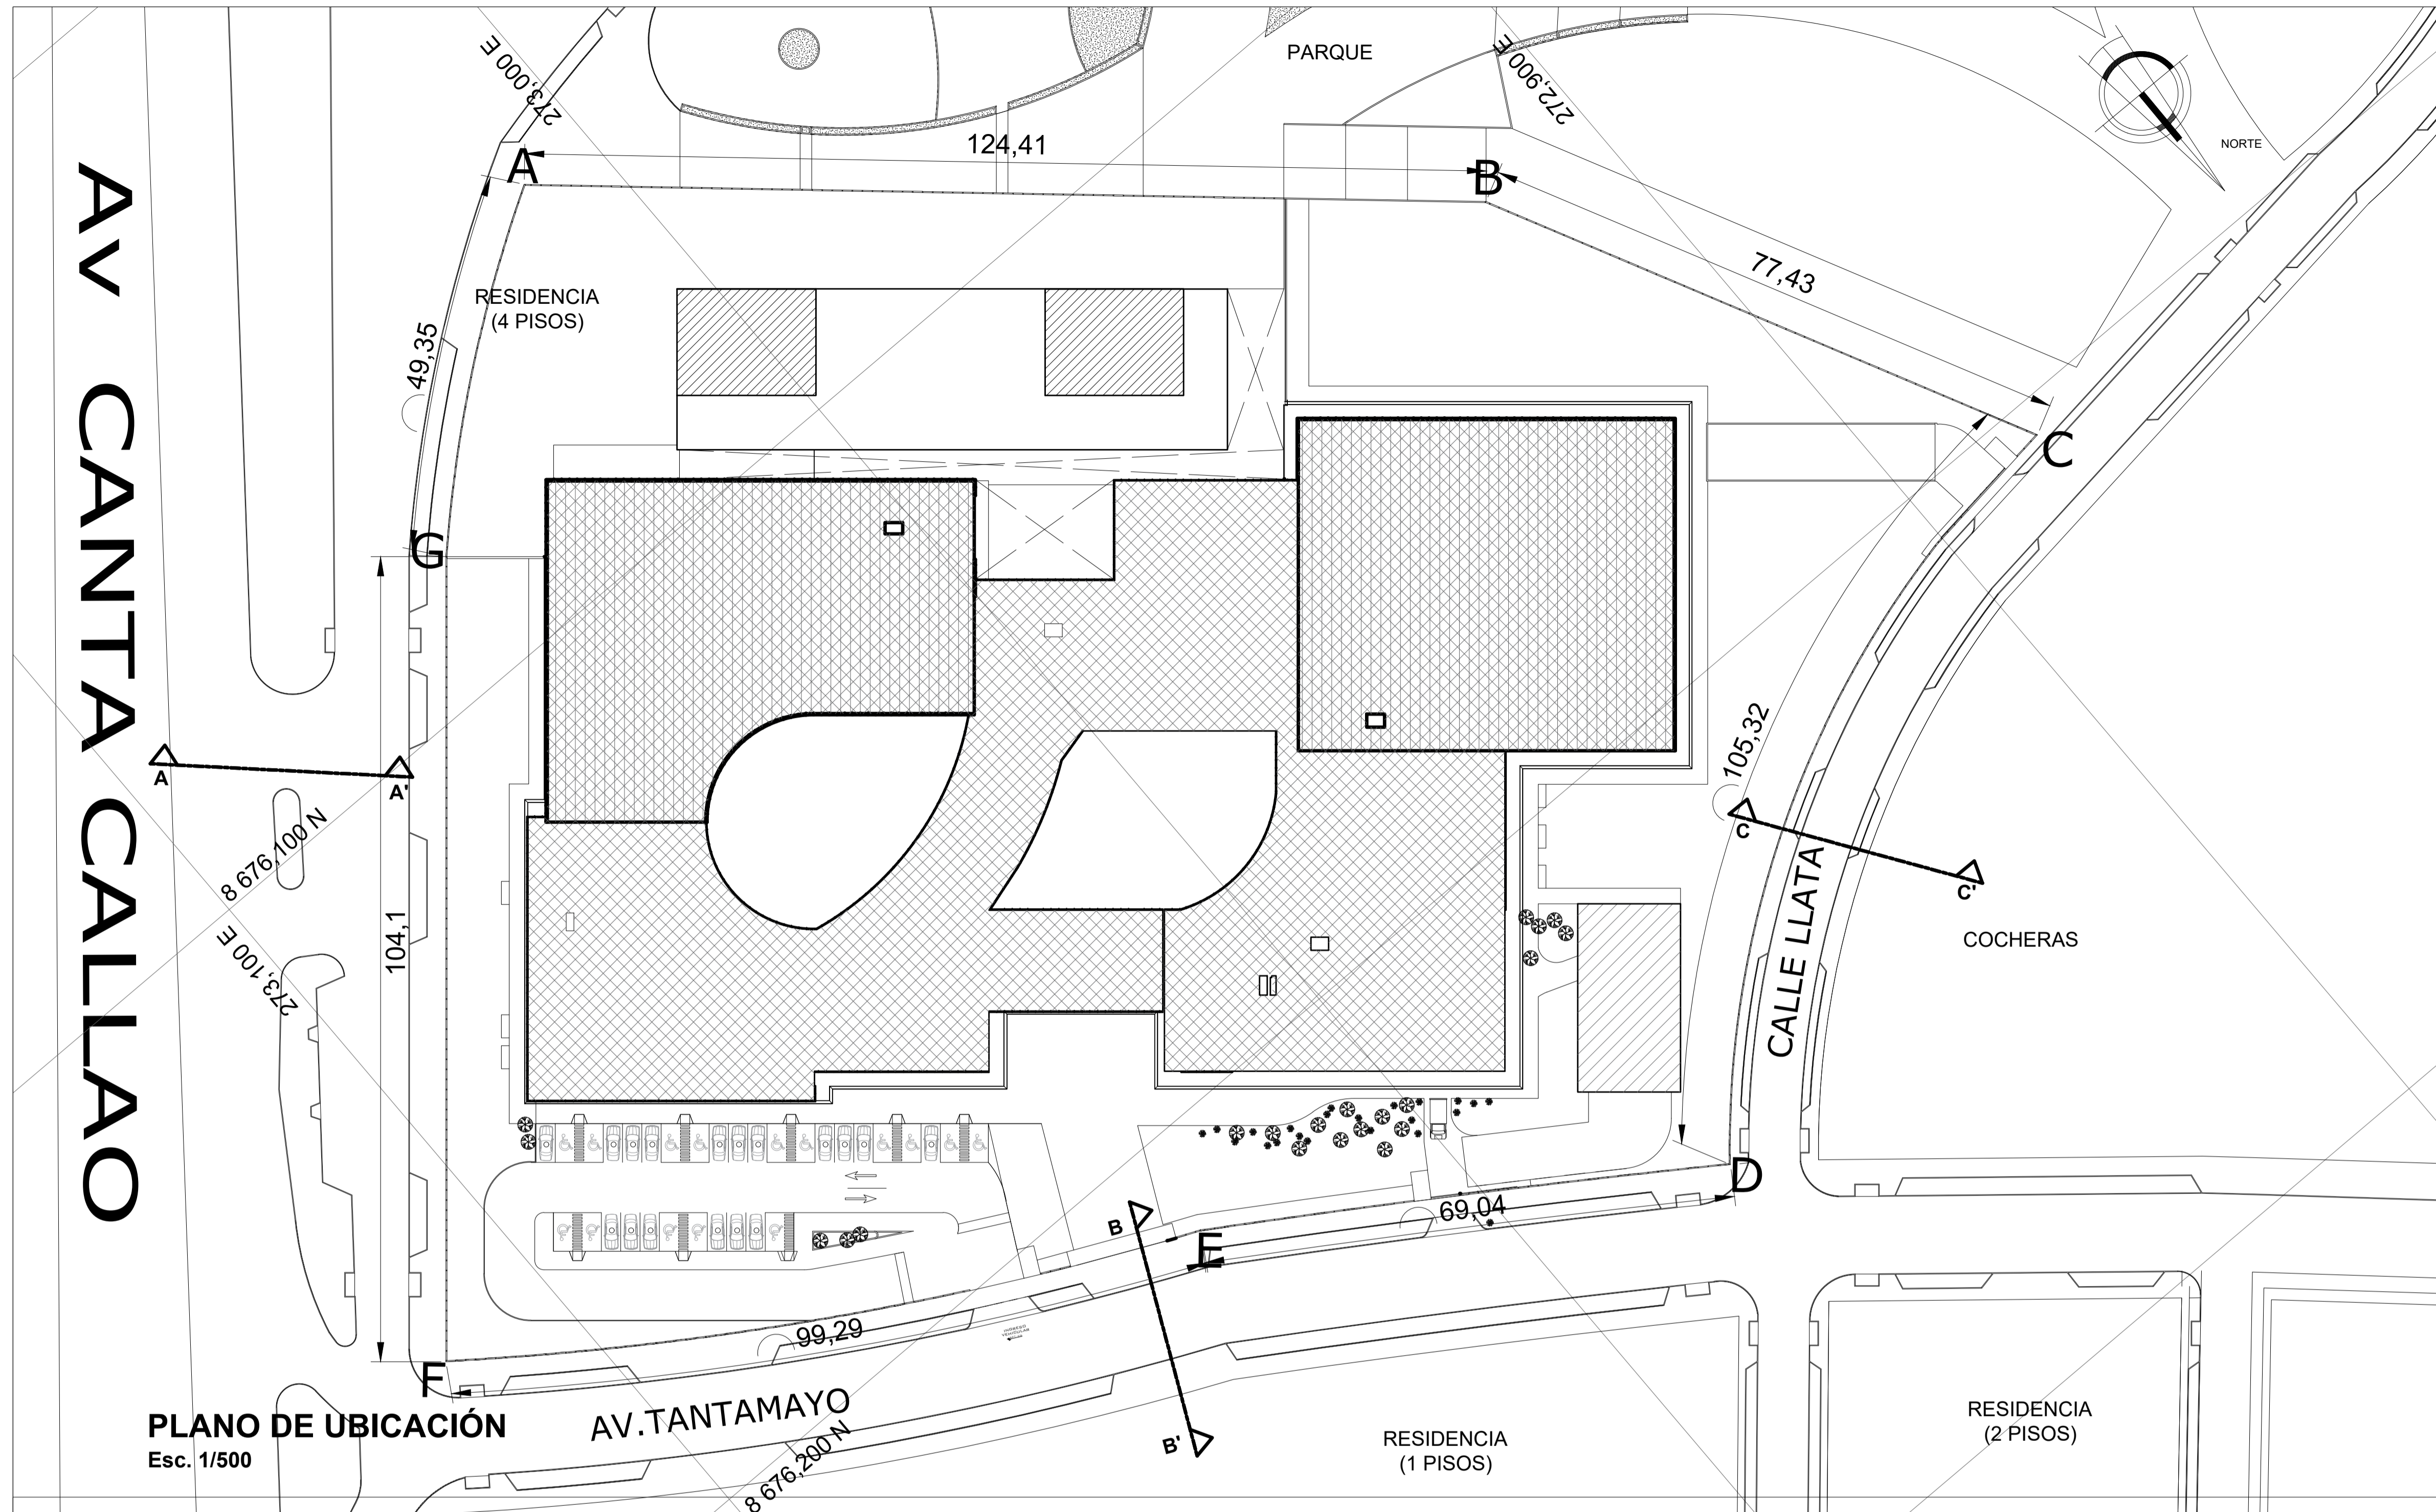 PARQUE
273,000 E
272,900 E
NORTE
124,41
A
B
77,43
RESIDENCIA
(4 PISOS)
49,35
C
G
AV CANTA CALLAO
105,32
A
A'
C
C'
8 676,100 N
273,100 E
104,1
CALLE LLATA
COCHERAS
D
69,04
B
E
99,29
INGRESO
VEHICULAR
F
PLANO DE UBICACIÓN
Esc. 1/500
AV.TANTAMAYO
8 676,200 N
B'
RESIDENCIA
(1 PISOS)
RESIDENCIA
(2 PISOS)